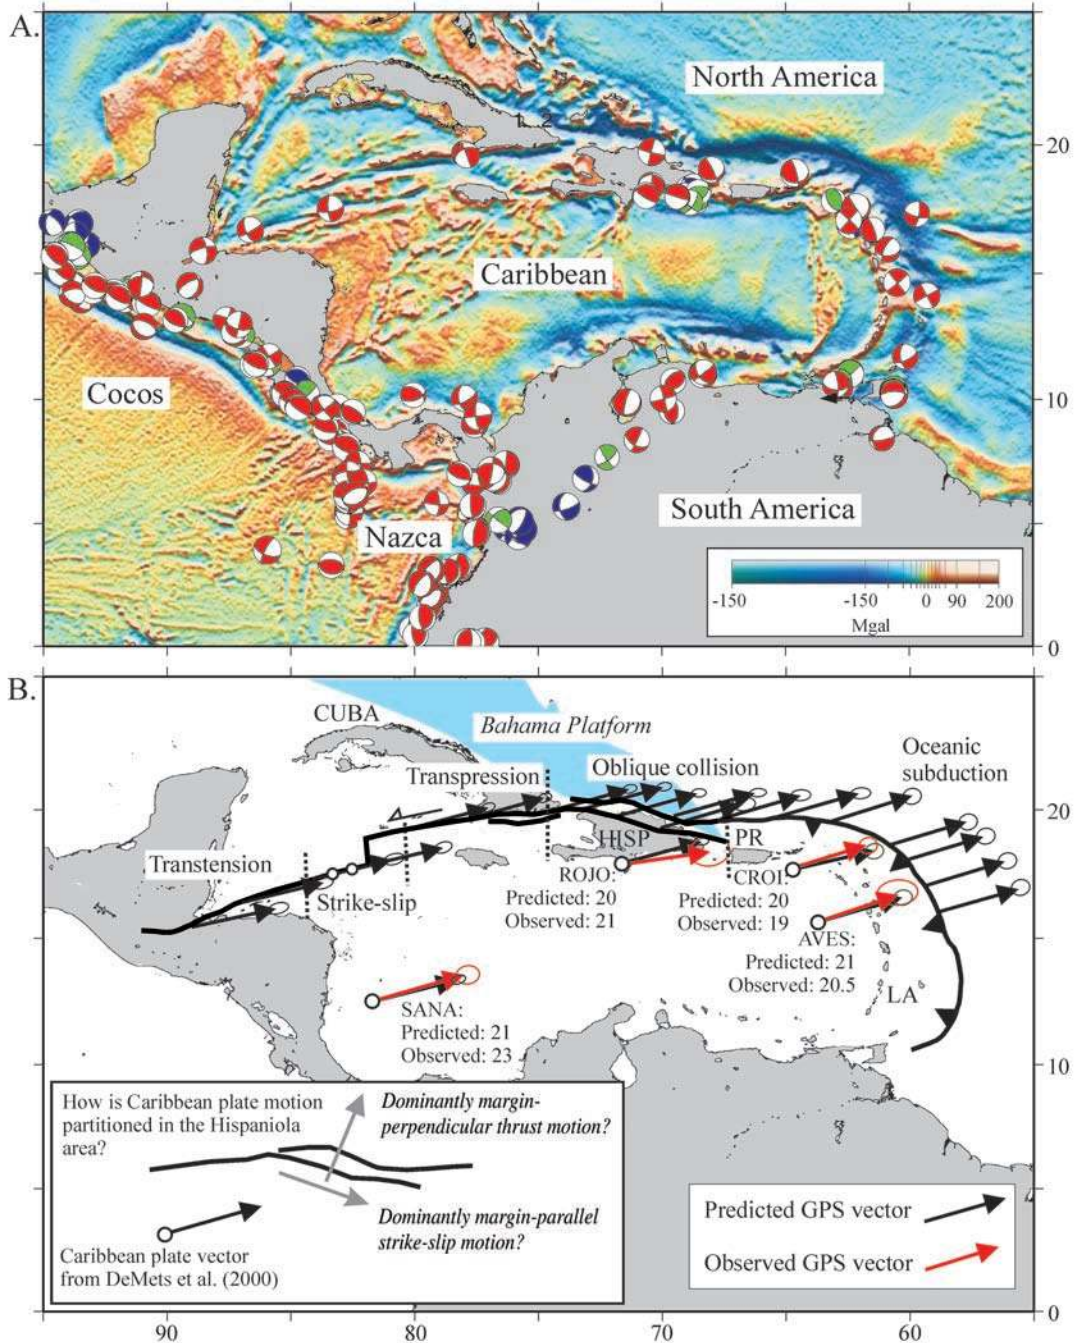 A.
North America
1 2
20
Caribbean
Cocos
10
South America
Nazca
-150
-150
0
90
200
Mgal
0
B.
CUBA
Bahama Platform
Oceanic
subduction
Transpression
Oblique collision
20
HISP
PR
Transtension
ROJO:
CROI:
Strike-slip
Predicted: 20
Observed: 21
Predicted: 20
Observed: 19
AVES:
Predicted: 21
Observed: 20.5
LA
SANA:
Predicted: 21
Observed: 23
10
How is Caribbean plate motion
partitioned in the Hispaniola
area?
Dominantly margin-
perpendicular thrust motion?
Dominantly margin-parallel
strike-slip motion?
Caribbean plate vector
from DeMets et al. (2000)
Predicted GPS vector
Observed GPS vector
0
90
80
70
60